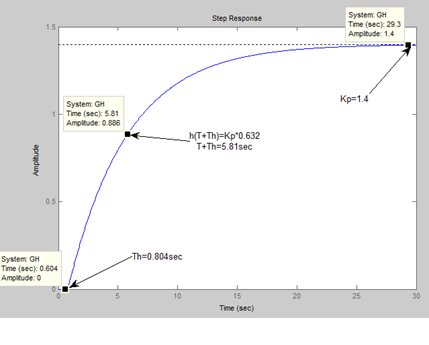 Step Response
System: GH
Time (sec): 29.3
Amplitude: 1.4
Kp=1.4
System: GH
Time (sec): 5.81
Amplitude: 0.886
h(T+Th)=Kp*0.632
T+Th=5.81sec
System: GH
Time (sec): 0.604
Amplitude: 0
Th=0.804sec
Amplitude
1.5
1
0.5
0
0
5
10
15
20
25
30
Time (sec)